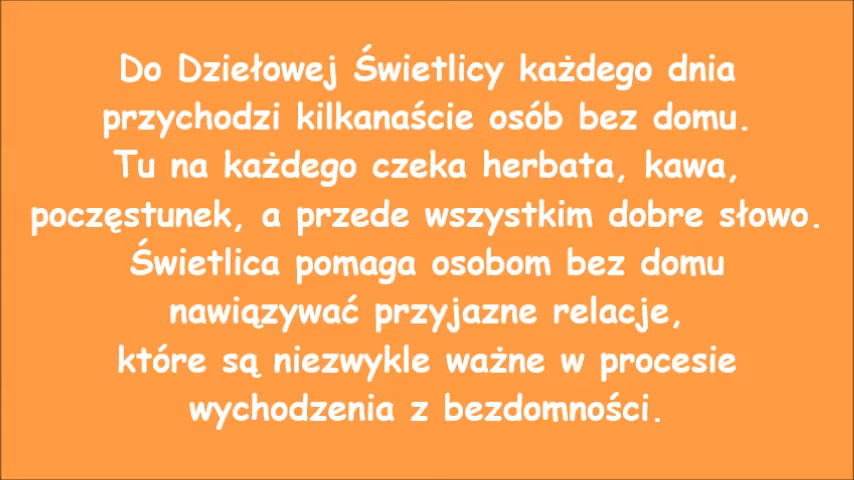 Do Dziełowej Świetlicy każdego dnia
przychodzi kilkanaście osób bez domu.
Tu na każdego czeka herbata, kawa,
poczęstunek, a przede wszystkim dobre słowo.
Świetlica pomaga osobom bez domu
nawiązywać przyjazne relacje,
które są niezwykle ważne w procesie
wychodzenia z bezdomności.